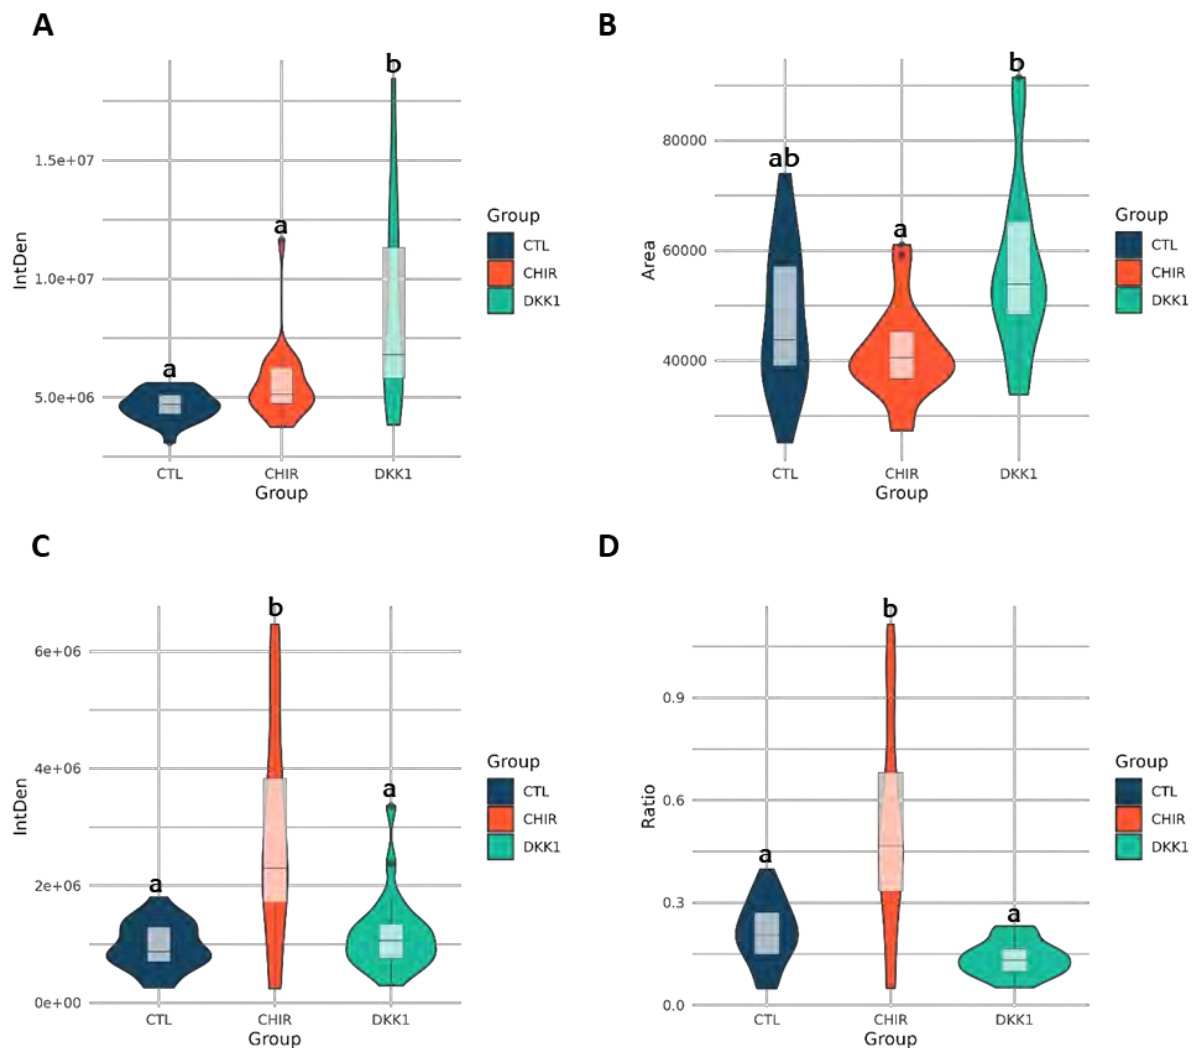 A
b
1.5e+07
a
1.0e+07
a
5.0e+06
IntDen
CTL
CHIR
DKK1
Group
Group
CTL
CHIR
DKK1
B
b
ab
80000
a
60000
40000
Area
CTL
CHIR
DKK1
Group
Group
CTL
CHIR
DKK1
C
b
6e+06
4e+06
a
a
2e+06
0e+00
IntDen
CTL
CHIR
DKK1
Group
Group
CTL
CHIR
DKK1
D
b
0.9
0.6
a
0.3
a
0.0
Ratio
CTL
CHIR
DKK1
Group
Group
CTL
CHIR
DKK1